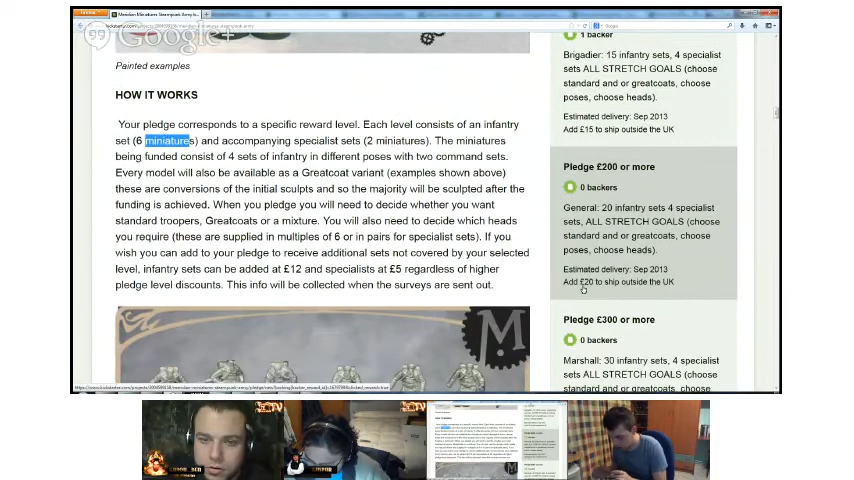 Meridian Miniatures Steampunk Army
Google+
Painted examples
HOW IT WORKS
Your pledge corresponds to a specific reward level. Each level consists of an infantry
set (6 miniatures) and accompanying specialist sets (2 miniatures). The miniatures
being funded consist of 4 sets of infantry in different poses with two command sets.
Every model will also be available as a Greatcoat variant (examples shown above)
these are conversions of the initial sculpts and so the majority will be sculpted after the
funding is achieved. When you pledge you will need to decide whether you want
standard troopers, Greatcoats or a mixture. You will also need to decide which heads
you require (these are supplied in multiples of 6 or in pairs for specialist sets). If you
wish you can add to your pledge to receive additional sets not covered by your selected
level, infantry sets can be added at £12 and specialists at £5 regardless of higher
pledge level discounts. This info will be collected when the surveys are sent out.
M
1 backer
Brigadier: 15 infantry sets, 4 specialist
sets ALL STRETCH GOALS (choose
standard and or greatcoats, choose
poses, choose heads).
Estimated delivery: Sep 2013
Add £15 to ship outside the UK
Pledge £200 or more
0 backers
General: 20 infantry sets 4 specialist
sets, ALL STRETCH GOALS (choose
standard and or greatcoats, choose
poses, choose heads).
Estimated delivery: Sep 2013
Add £20 to ship outside the UK
Pledge £300 or more
0 backers
Marshall: 30 infantry sets, 4 specialist
sets ALL STRETCH GOALS (choose
standard and or greatcoats, choose